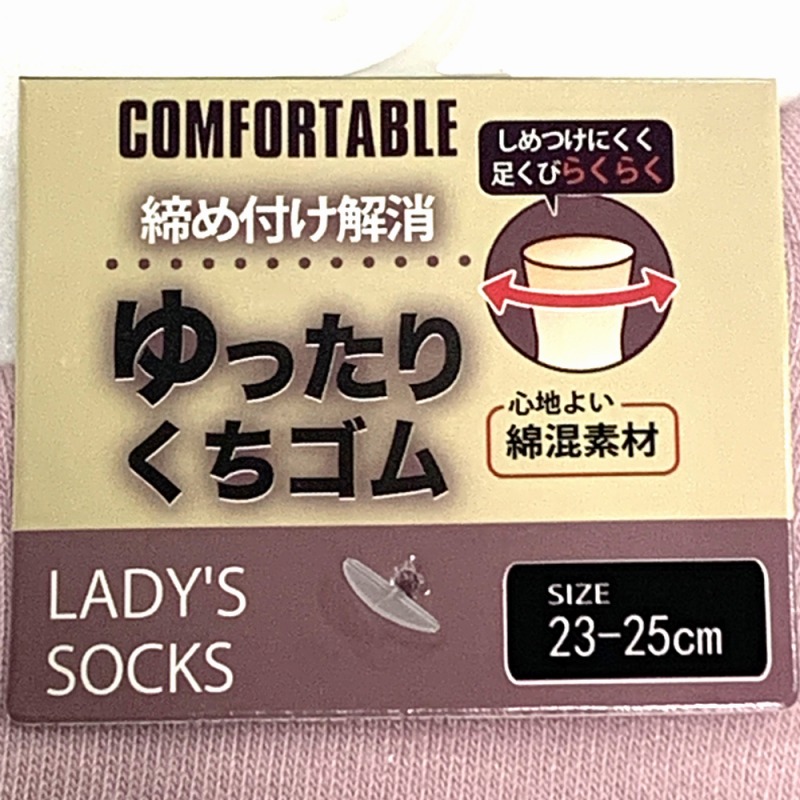 COMFORTABLE
締め付け解消
ゆったり
くちゴム
しめつけにくく
足くびらくらく
心地よい
綿混素材
LADY'S
SOCKS
SIZE
23-25cm